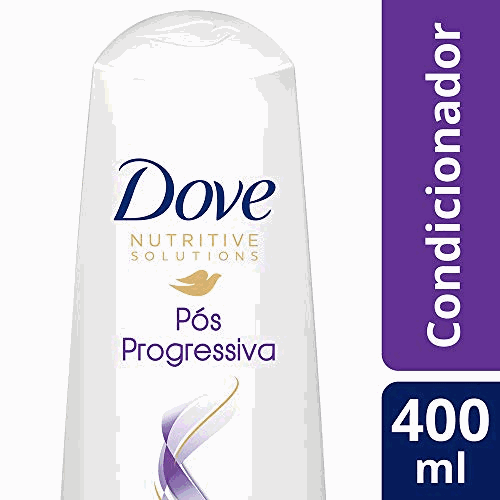 Dove
NUTRITIVE
SOLUTIONS
Pós
Progressiva
Condicionador
400
ml